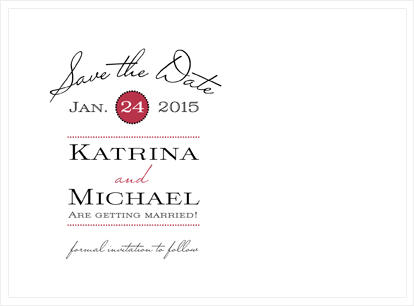 Save the Date
JAN. 24 2015
KATRINA
and
MICHAEL
ARE GETTING MARRIED!
formal invitation to follow